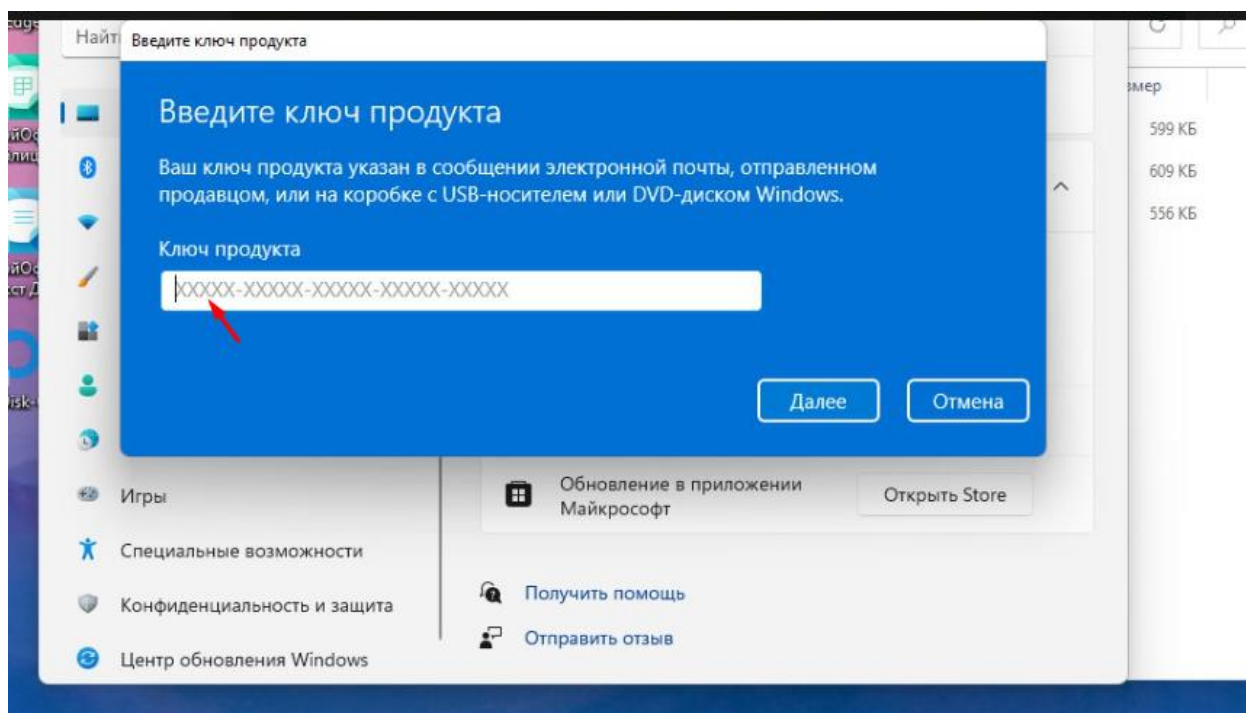 Найт
Введите ключ продукта
Введите ключ продукта
Ваш ключ продукта указан в сообщении электронной почты, отправленном
продавцом, или на коробке с USB-носителем или DVD-диском Windows.
Ключ продукта
XXXXX-XXXXX-XXXXX-XXXXX-XXXXX
Далее
Отмена
змер
599 КБ
609 КБ
556 КБ
Игры
Специальные возможности
Конфиденциальность и защита
Центр обновления Windows
Обновление в приложении
Майкрософт
Открыть Store
Получить помощь
Отправить отзыв